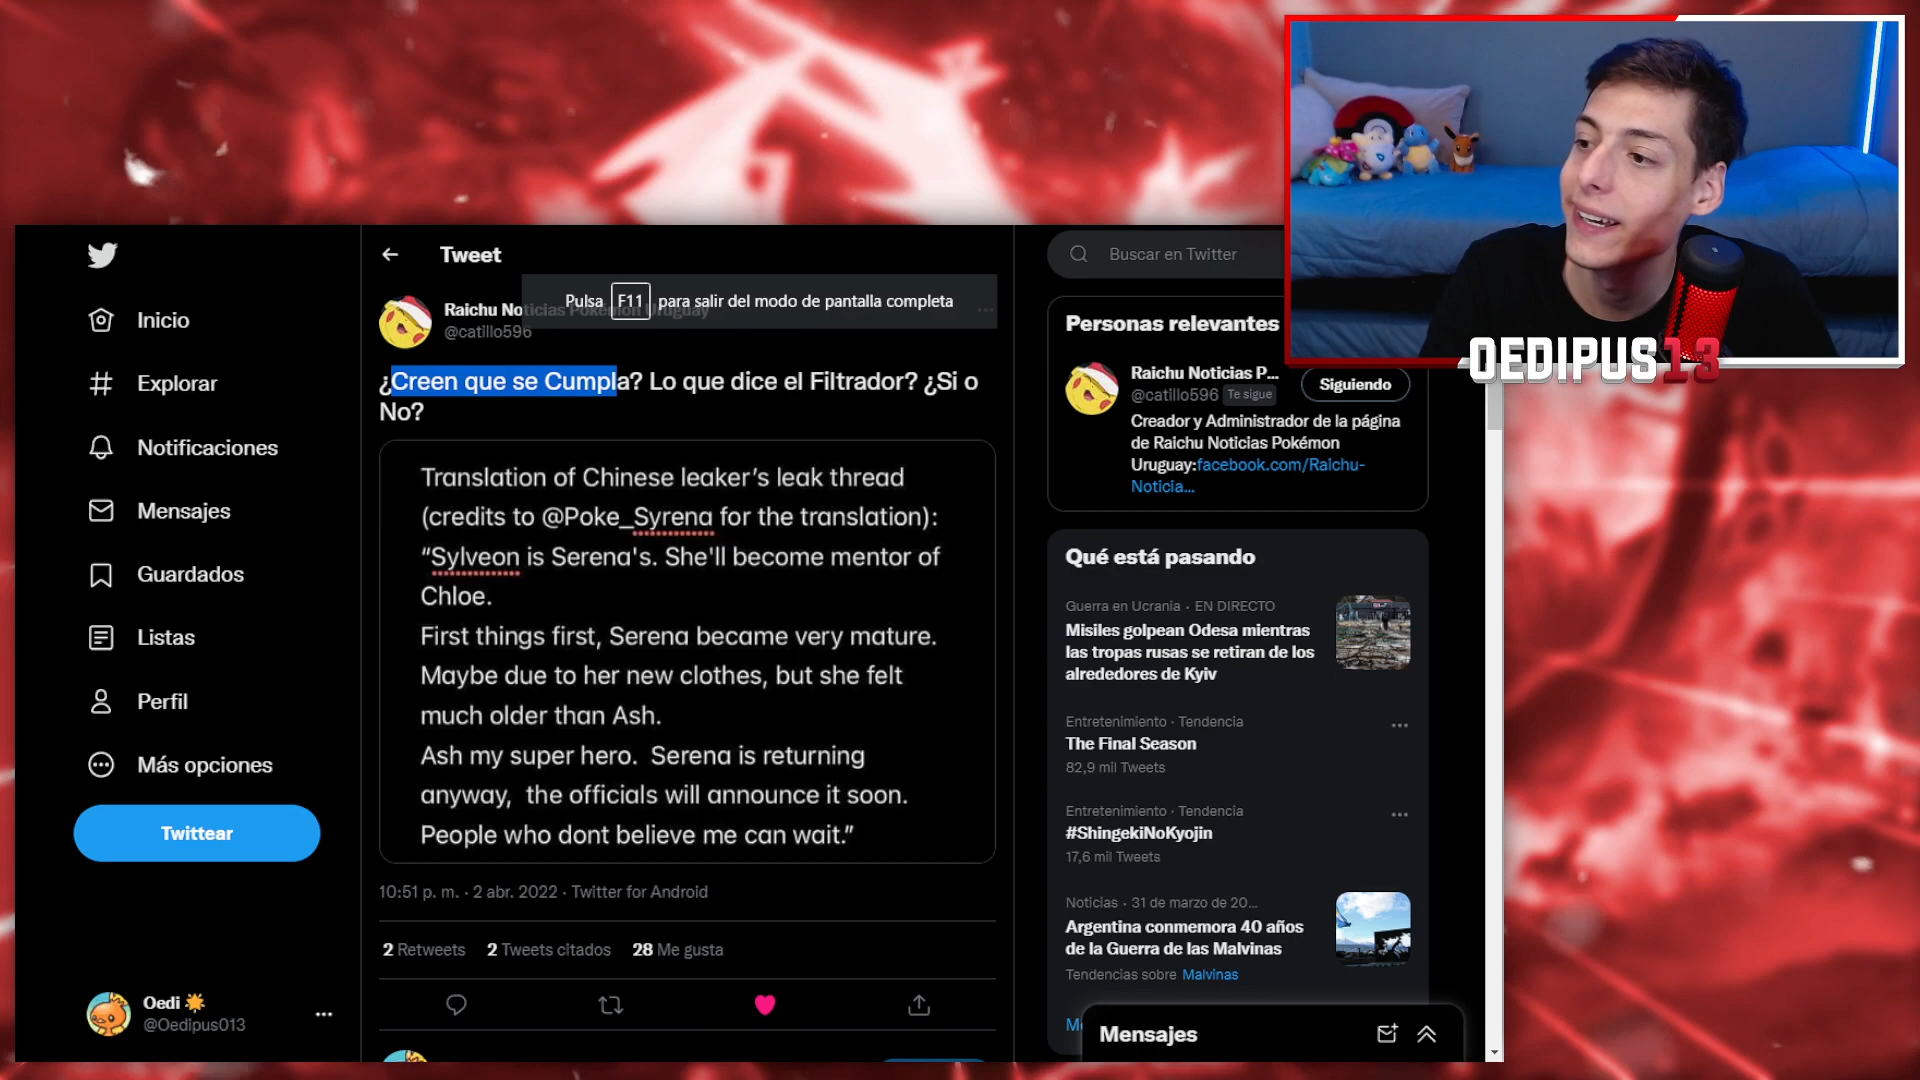 Tweet
Raichu Noticias Pokémon Uruguay
@catillo596
Pulsa F11 para salir del modo de pantalla completa
¿Creen que se Cumpla? Lo que dice el Filtrador? ¿Si o
No?
Translation of Chinese leaker's leak thread
(credits to @Poke_Syrena for the translation):
“Sylveon is Serena's. She'll become mentor of
Chloe.
First things first, Serena became very mature.
Maybe due to her new clothes, but she felt
much older than Ash.
Ash my super hero.  Serena is returning
anyway,  the officials will announce it soon.
People who dont believe me can wait.”
10:51 p. m. · 2 abr. 2022 · Twitter for Android
2 Retweets  2 Tweets citados  28 Me gusta
Inicio
Explorar
Notificaciones
Mensajes
Guardados
Listas
Perfil
Más opciones
Twittear
Oedi
@Oedipus013
Buscar en Twitter
Personas relevantes
Raichu Noticias P...
@catillo596 Te sigue
Siguiendo
Creador y Administrador de la página
de Raichu Noticias Pokémon
Uruguay:facebook.com/Raichu-
Noticia...
Qué está pasando
Guerra en Ucrania · EN DIRECTO
Misiles golpean Odesa mientras
las tropas rusas se retiran de los
alrededores de Kyiv
Entretenimiento · Tendencia
The Final Season
82,9 mil Tweets
Entretenimiento · Tendencia
#ShingekiNoKyojin
17,6 mil Tweets
Noticias · 31 de marzo de 20...
Argentina conmemora 40 años
de la Guerra de las Malvinas
Tendencias sobre Malvinas
Mensajes
OEDIPUS13